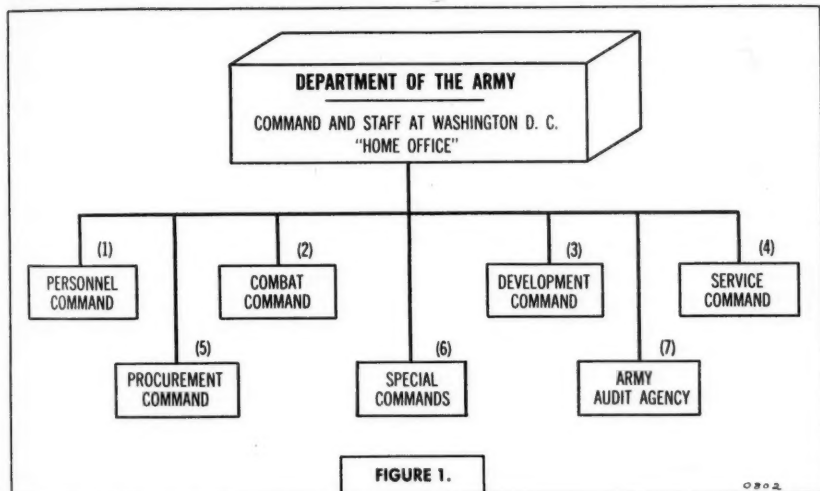 DEPARTMENT OF THE ARMY
COMMAND AND STAFF AT WASHINGTON D. C.
"HOME OFFICE"
(1)
PERSONNEL
COMMAND
(2)
COMBAT
COMMAND
(3)
DEVELOPMENT
COMMAND
(4)
SERVICE
COMMAND
(5)
PROCUREMENT
COMMAND
(6)
SPECIAL
COMMANDS
(7)
ARMY
AUDIT AGENCY
FIGURE 1.
0802